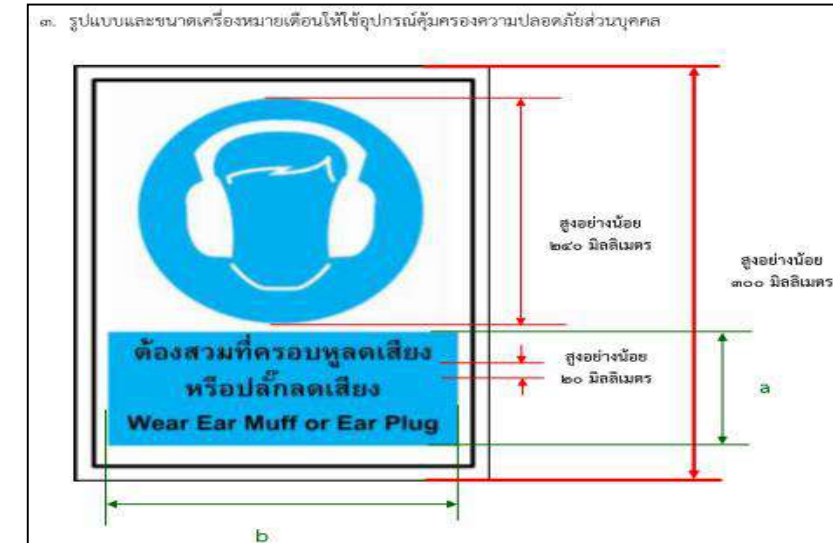 ๓. รูปแบบและขนาดเครื่องหมายเตือนให้ใช้อุปกรณ์คุ้มครองความปลอดภัยส่วนบุคคล
สูงอย่างน้อย
๒๔๐ มิลลิเมตร
สูงอย่างน้อย
๓๐๐ มิลลิเมตร
ต้องสวมที่ครอบหูลดเสียง
หรือปลั๊กลดเสียง
Wear Ear Muff or Ear Plug
สูงอย่างน้อย
๒๐ มิลลิเมตร
a
b